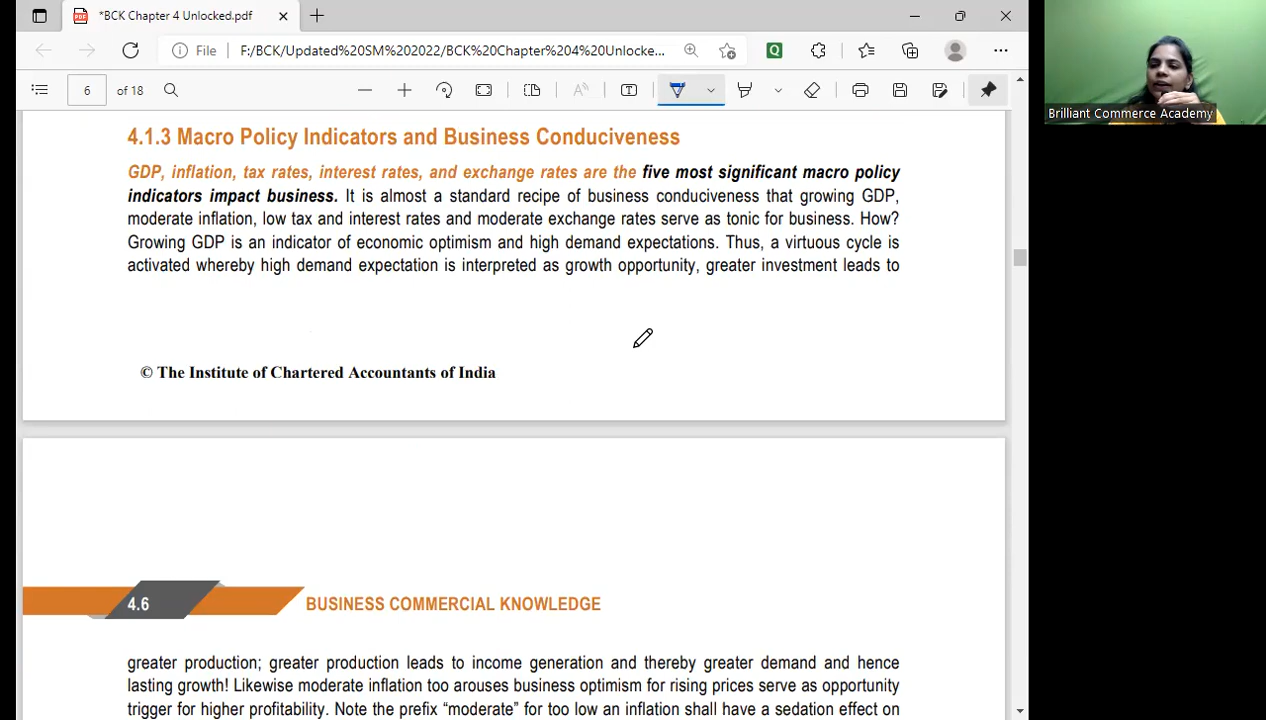 *BCK Chapter 4 Unlocked.pdf
File
F:/BCK/Updated%20SM%202022/BCK%20Chapter%204%20Unlocke...
6 of 18
4.1.3 Macro Policy Indicators and Business Conduciveness
GDP, inflation, tax rates, interest rates, and exchange rates are the five most significant macro policy
indicators impact business. It is almost a standard recipe of business conduciveness that growing GDP,
moderate inflation, low tax and interest rates and moderate exchange rates serve as tonic for business. How?
Growing GDP is an indicator of economic optimism and high demand expectations. Thus, a virtuous cycle is
activated whereby high demand expectation is interpreted as growth opportunity, greater investment leads to
© The Institute of Chartered Accountants of India
4.6 BUSINESS COMMERCIAL KNOWLEDGE
greater production; greater production leads to income generation and thereby greater demand and hence
lasting growth! Likewise moderate inflation too arouses business optimism for rising prices serve as opportunity
trigger for higher profitability. Note the prefix “moderate” for too low an inflation shall have a sedation effect on
Brilliant Commerce Academy